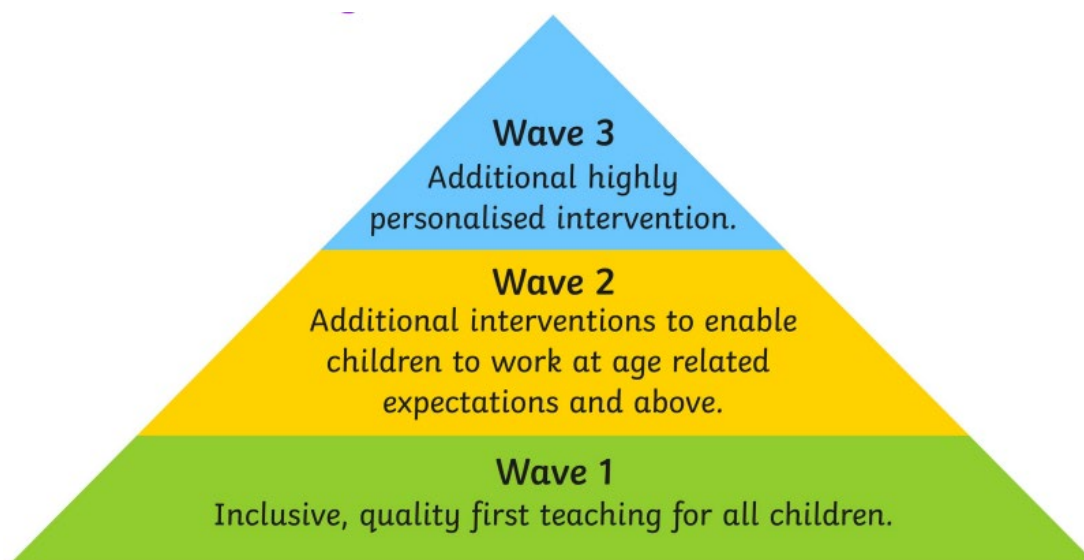 Wave 3
Additional highly
personalised intervention.
Wave 2
Additional interventions to enable
children to work at age related
expectations and above.
Wave 1
Inclusive, quality first teaching for all children.